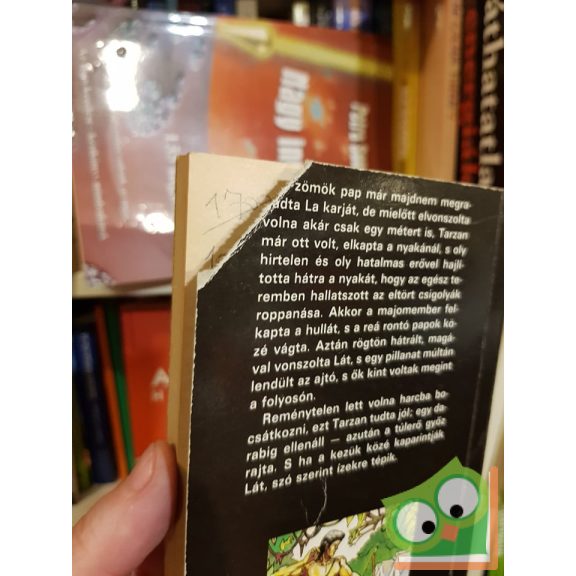 zömök pap már majdnem megra-
adta La karját, de mielőtt elvonszolta
volna akár csak egy métert is, Tarzan
már ott volt, elkapta a nyakánál, s oly
hirtelen és oly hatalmas erővel hajlí-
totta hátra a nyakát, hogy az egész te-
remben hallatszott az eltört csigolyák
roppanása. Akkor a majomember fel-
kapta a hullát, s a reá rontó papok kö-
zé vágta. Aztán rögtön hátrált, magá-
val vonszolta Lát, s egy pillanat múltán
lendült az ajtó, s ők kint voltak megint
a folyosón.
Reménytelen lett volna harcba bo-
csátkozni, ezt Tarzan tudta jól; egy da-
rabig ellenáll — azután a túlerő győz
rajta. S ha a kezük közé kaparintják
Lát, szó szerint ízekre tépik.